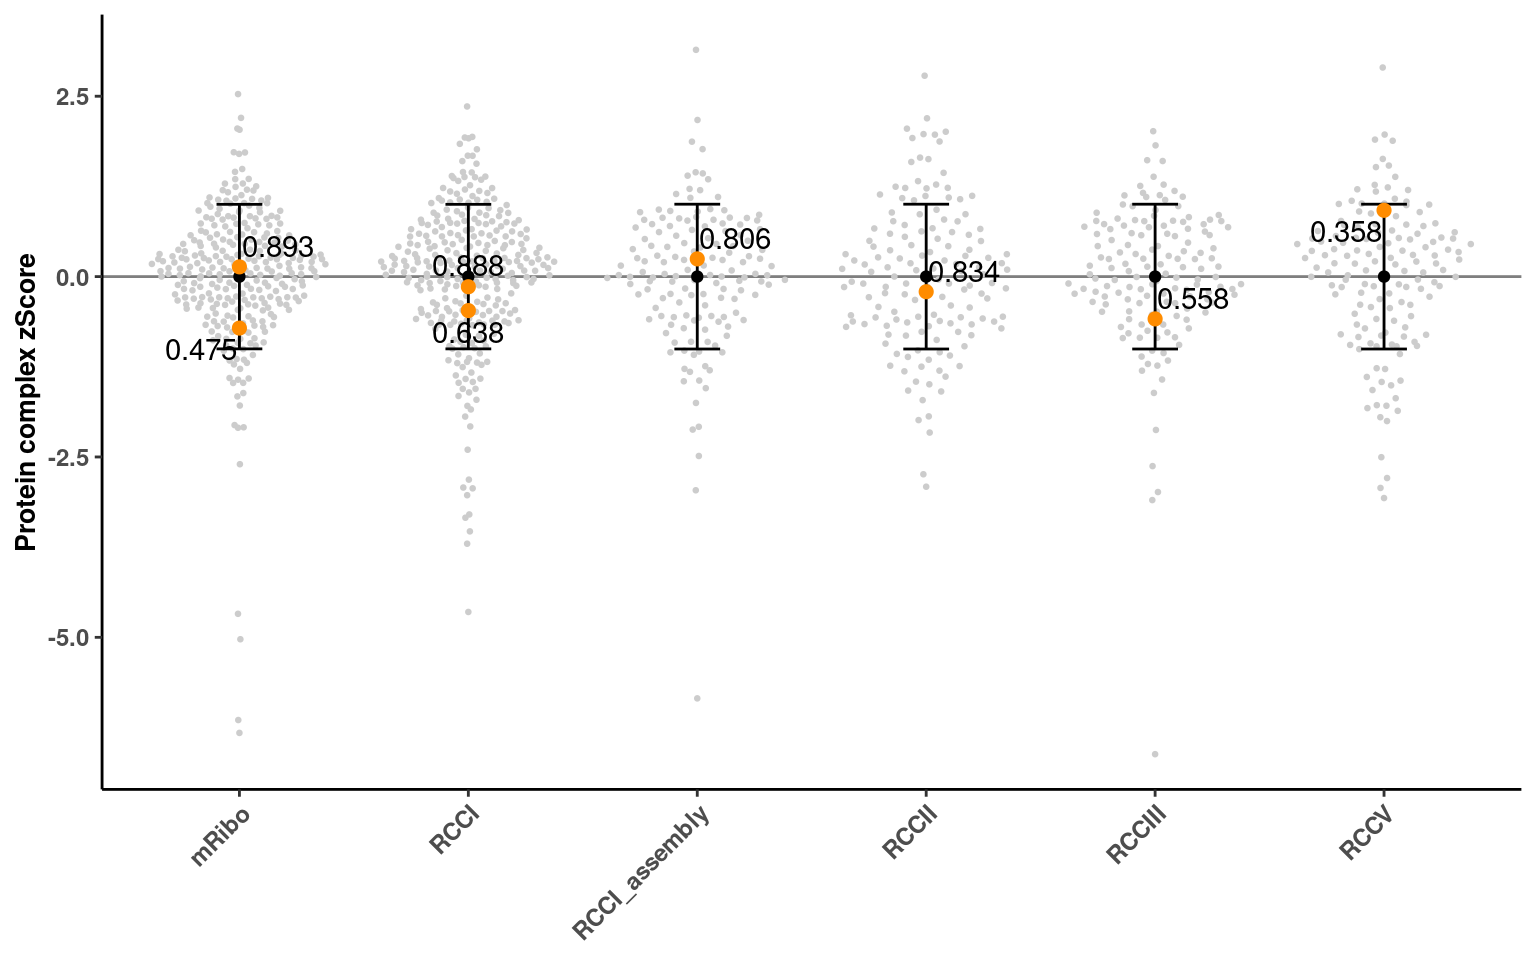 Protein complex zScore
2.5
0.0
-2.5
-5.0
0.893
0.475
0.888
0.638
0.806
0.834
0.558
0.358
mRibo
RCCI
RCCI_assembly
RCCII
RCCIII
RCCV